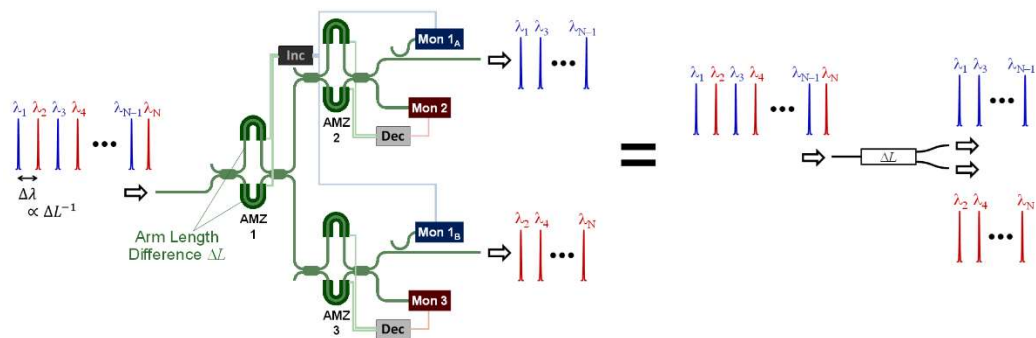 λ1 λ2 λ3 λ4 ••• λN−1 λN
Δλ
∝ ΔL⁻¹
Arm Length
Difference ΔL
AMZ
1
Inc
AMZ
2
Mon 1A
Mon 2
Dec
λ1 λ3 ••• λN−1
AMZ
3
Mon 1B
Mon 3
Dec
λ2 λ4 ••• λN
=
λ1 λ2 λ3 λ4 ••• λN−1 λN
ΔL
λ1 λ3 ••• λN−1
λ2 λ4 ••• λN